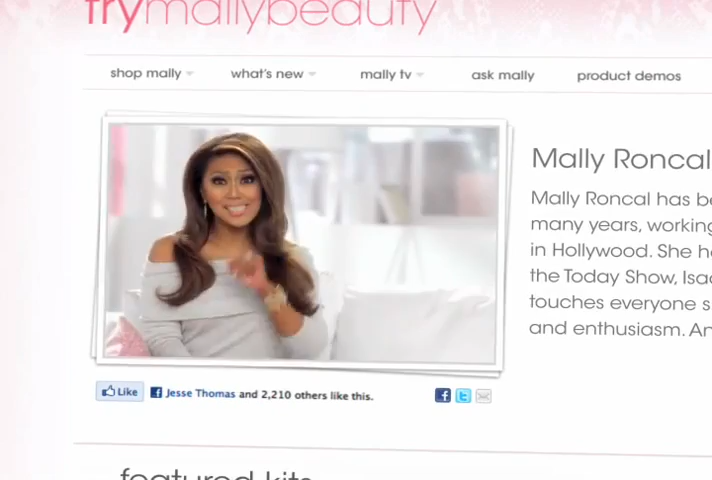 trymallybeauty
shop mally
what's new
mally tv
ask mally
product demos
Mally Roncal
Mally Roncal has be
many years, working
in Hollywood. She h
the Today Show, Isa
touches everyone s
and enthusiasm. An
Like
Jesse Thomas and 2,210 others like this.
featured kits